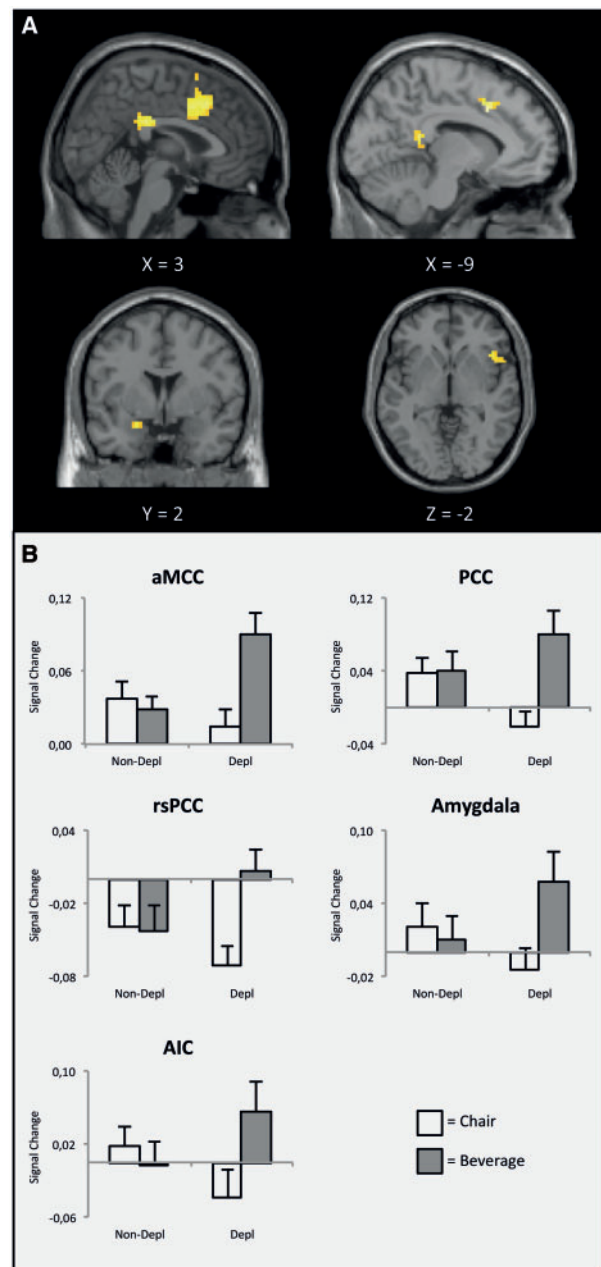 A
X = 3
X = -9
Y = 2
Z = -2
B
aMCC
Signal Change
0,12
0,06
0,00
Non-Depl Depl
PCC
0,12
0,04
-0,04
Non-Depl Depl
rsPCC
Signal Change
0,04
-0,02
-0,08
Non-Depl Depl
Amygdala
Signal Change
0,10
0,04
-0,02
Non-Depl Depl
AIC
Signal Change
0,10
0,02
-0,06
Non-Depl Depl
= Chair
= Beverage